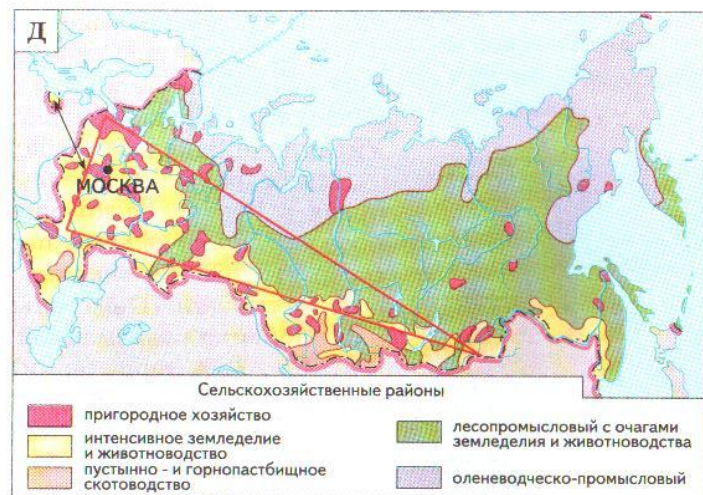 Д
МОСКВА
Сельскохозяйственные районы
пригородное хозяйство
интенсивное земледелие
и животноводство
пустынно - и горнопастбищное
скотоводство
лесопромысловый с очагами
земледелия и животноводства
оленеводческо-промысловый